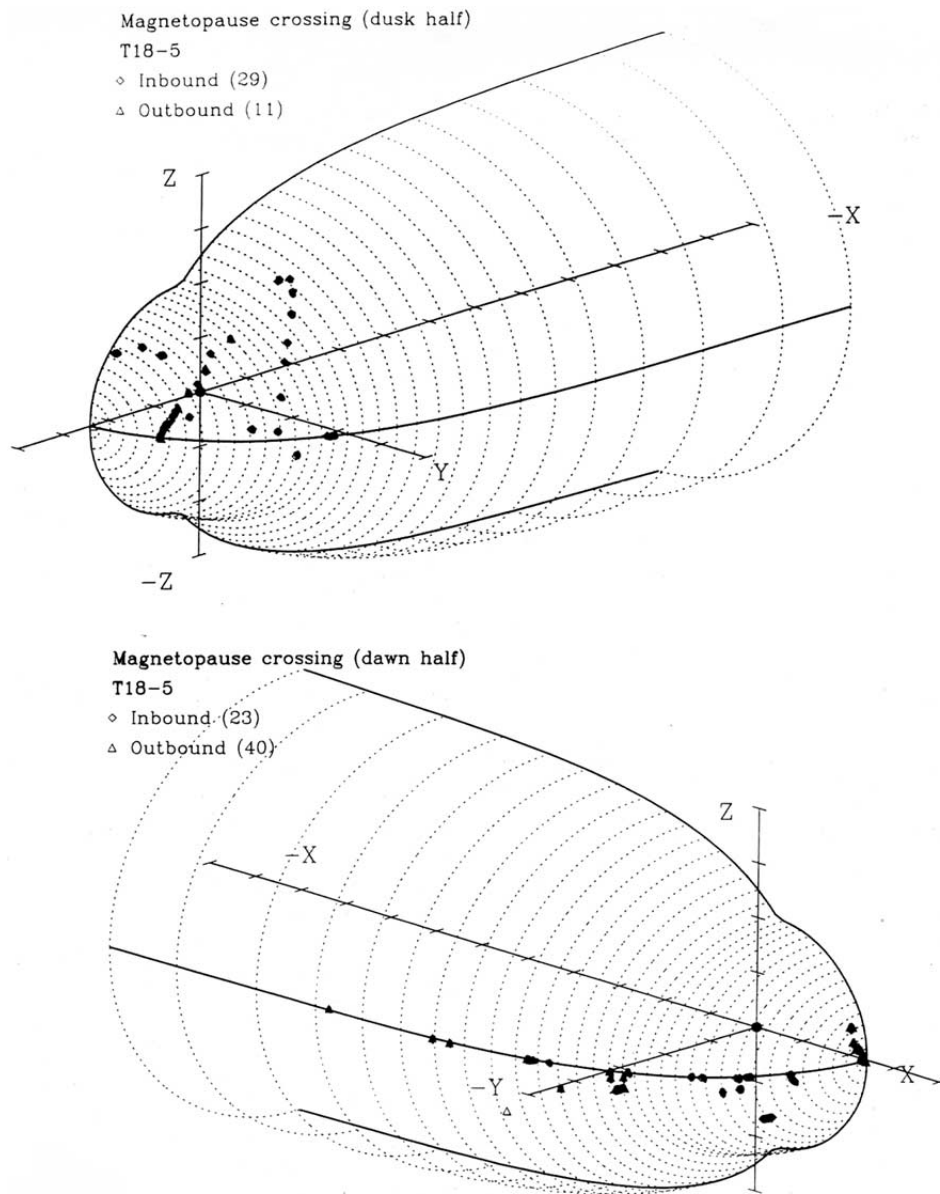 Magnetopause crossing (dusk half)
T18-5
◇ Inbound (29)
△ Outbound (11)
Z
-X
Y
-Z
Magnetopause crossing (dawn half)
T18-5
◇ Inbound (23)
△ Outbound (40)
Z
-X
X
-Y